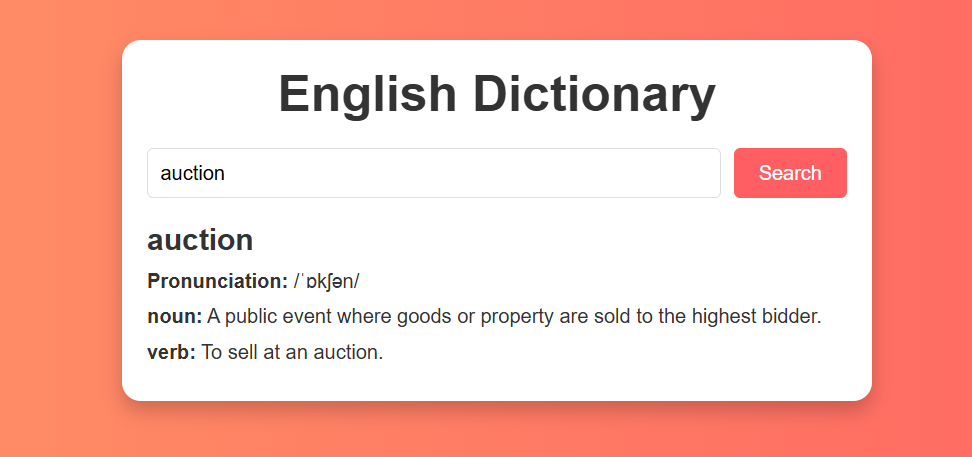 English Dictionary
auction
Search
auction
Pronunciation: /ˈɒkʃən/
noun: A public event where goods or property are sold to the highest bidder.
verb: To sell at an auction.